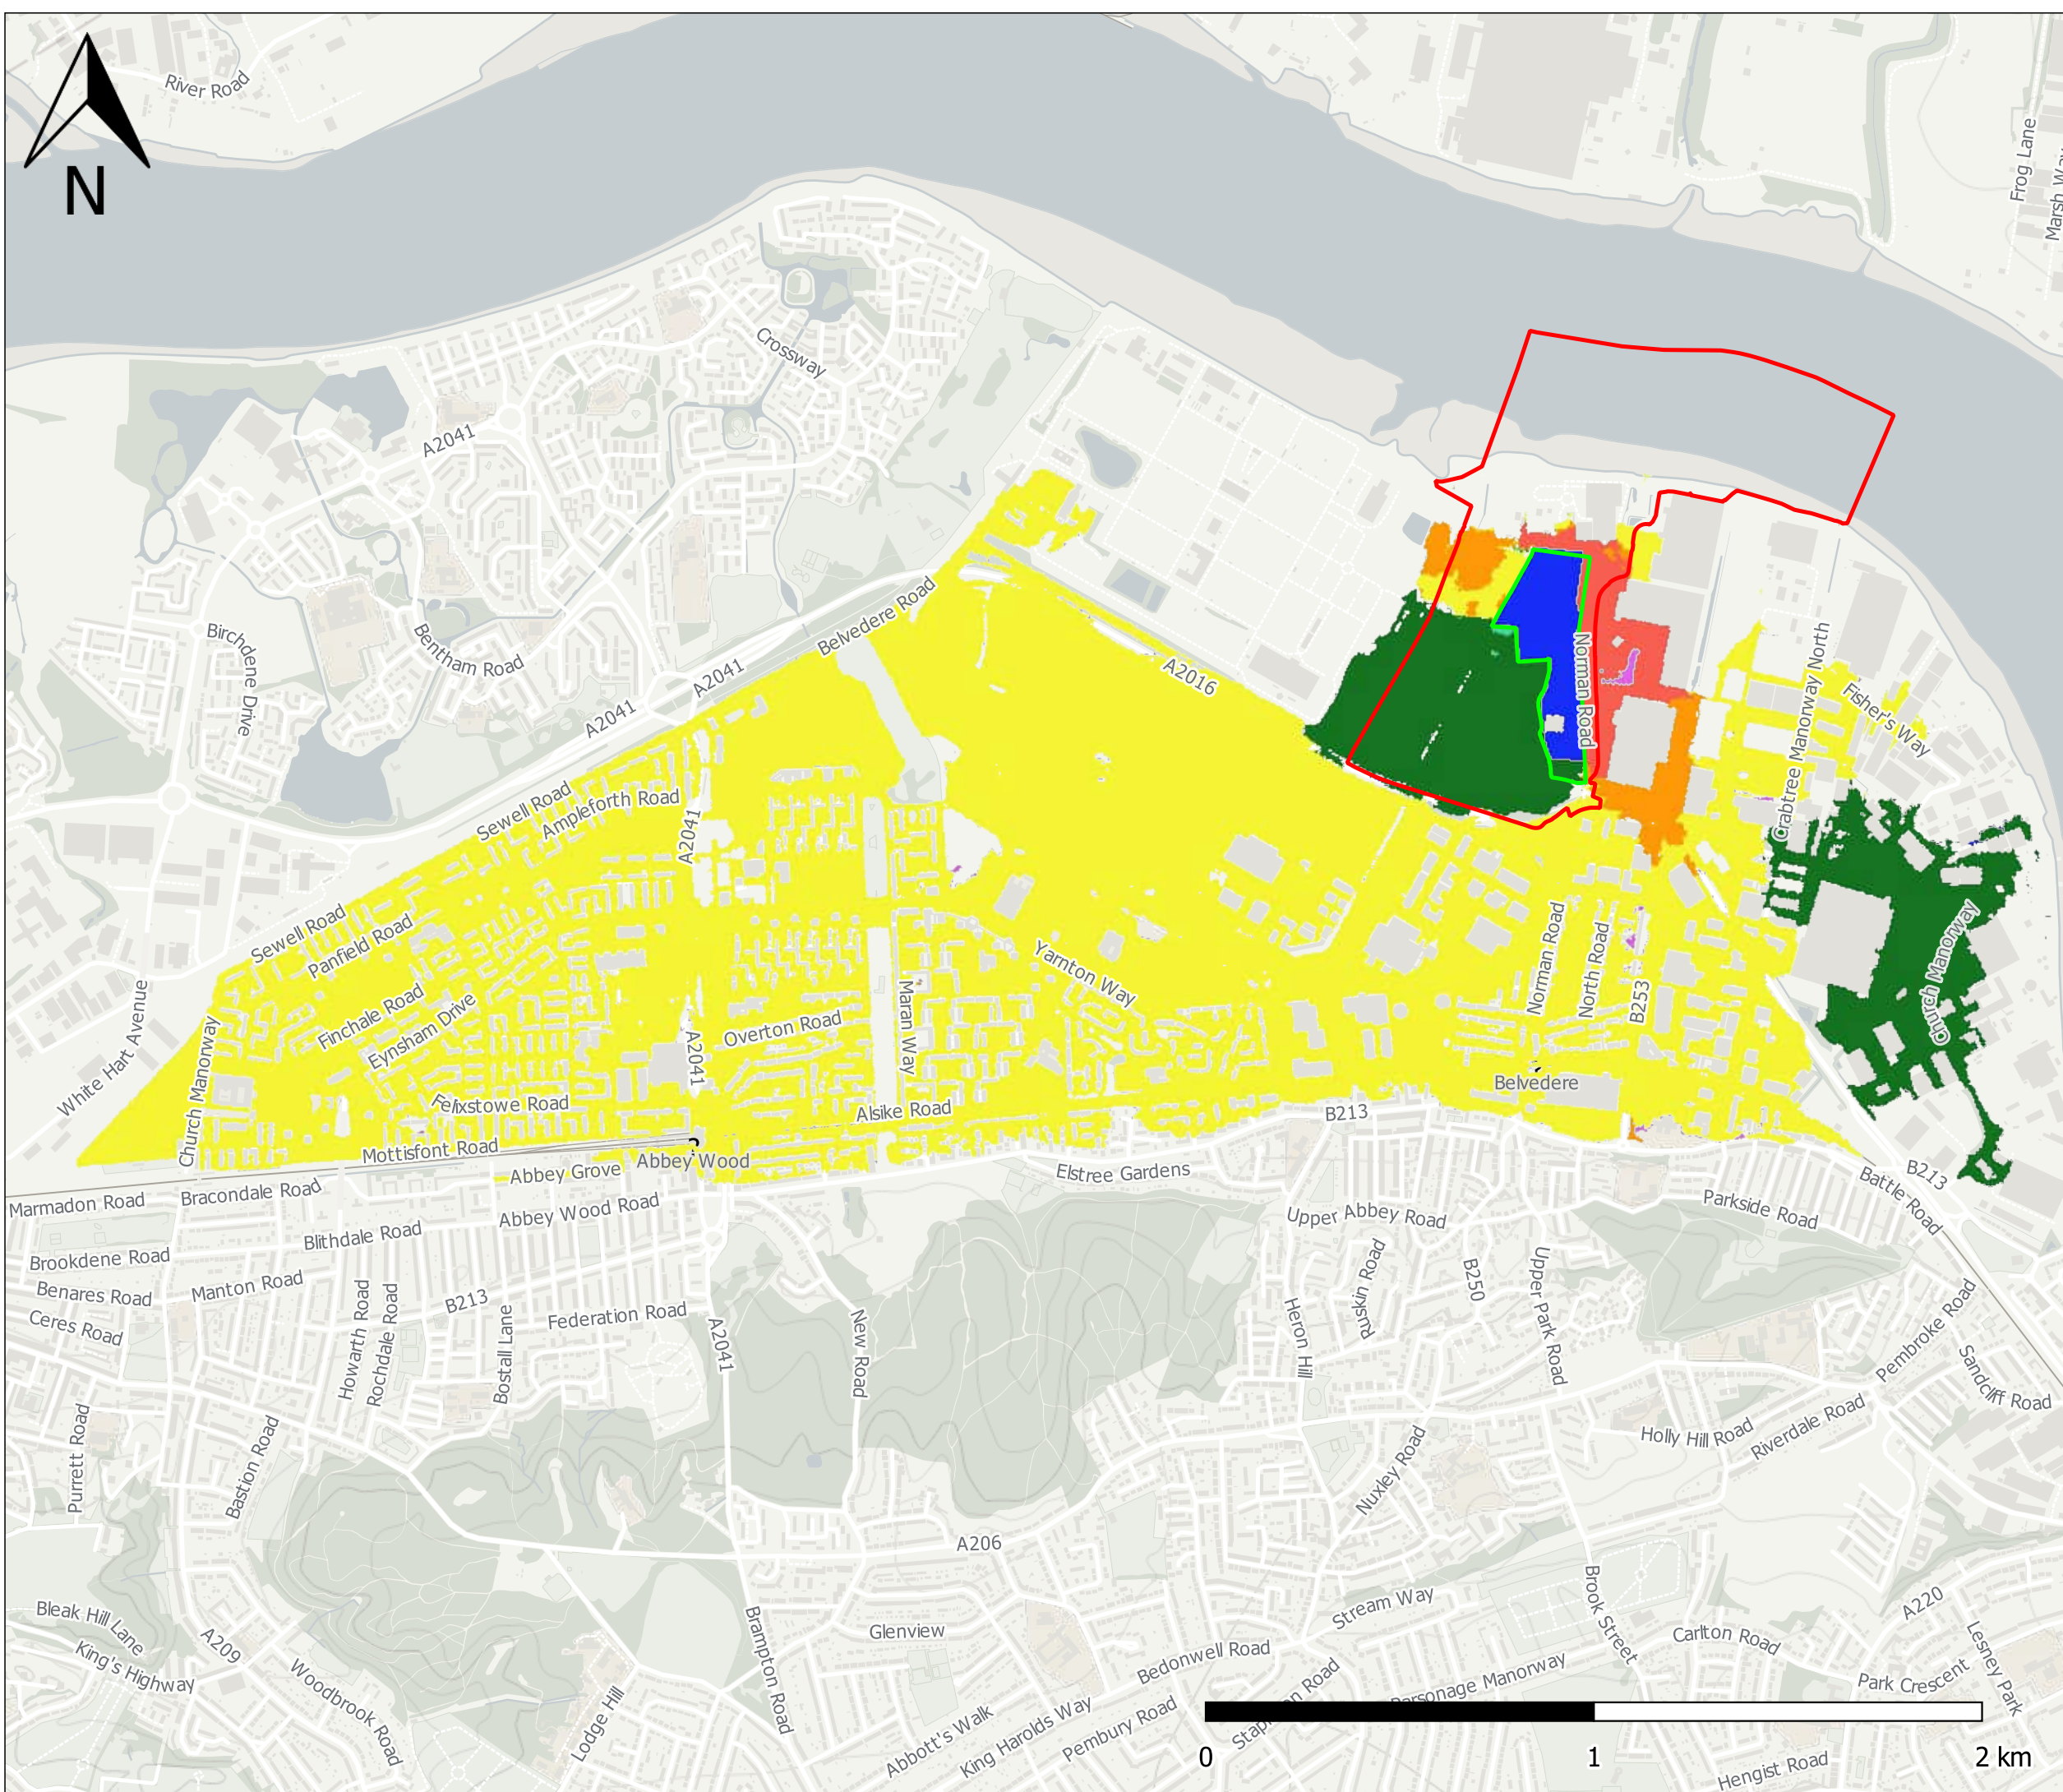 River Road
N
Frog Lane
Crossway
A2041
Birchdene Drive
Bentham Road
Belvedere Road
A2041
A2041
A2016
Norman Road
Crabtree Manorway North
Fisher's Way
Sewell Road
Ampleforth Road
A2041
Sewell Road
Panfield Road
Finchale Road
Eynsham Drive
White Hart Avenue
Church Manorway
Felixstowe Road
Mottisfont Road
Abbey Grove
Abbey Wood
A2041
Overton Road
Maran Way
Yarnton Way
Alsike Road
Norman Road
North Road
B253
Belvedere
Church Manorway
B213
Elstree Gardens
B213
Battle Road
Marmadon Road
Bracondale Road
Abbey Wood Road
Blithdale Road
Brookdene Road
Benares Road
Manton Road
Ceres Road
Howarth Road
Rochdale Road
B213
Bostall Lane
Federation Road
A2041
New Road
Upper Abbey Road
Heron Hill
Ruskin Road
B250
Upper Park Road
Parkside Road
Pembroke Road
Sandcliff Road
Holly Hill Road
Riverdale Road
Purrett Road
Bastion Road
Nuxley Road
A206
Bleak Hill Lane
King's Highway
A209
Woodbrook Road
Lodge Hill
Brampton Road
Glenview
Abbott's Walk
King Harolds Way
Pembury Road
Bedonwell Road
Stream Way
Parsonage Manorway
Brook Street
Carlton Road
A220
Lesney Park
Park Crescent
Hengist Road
0 1 2 km